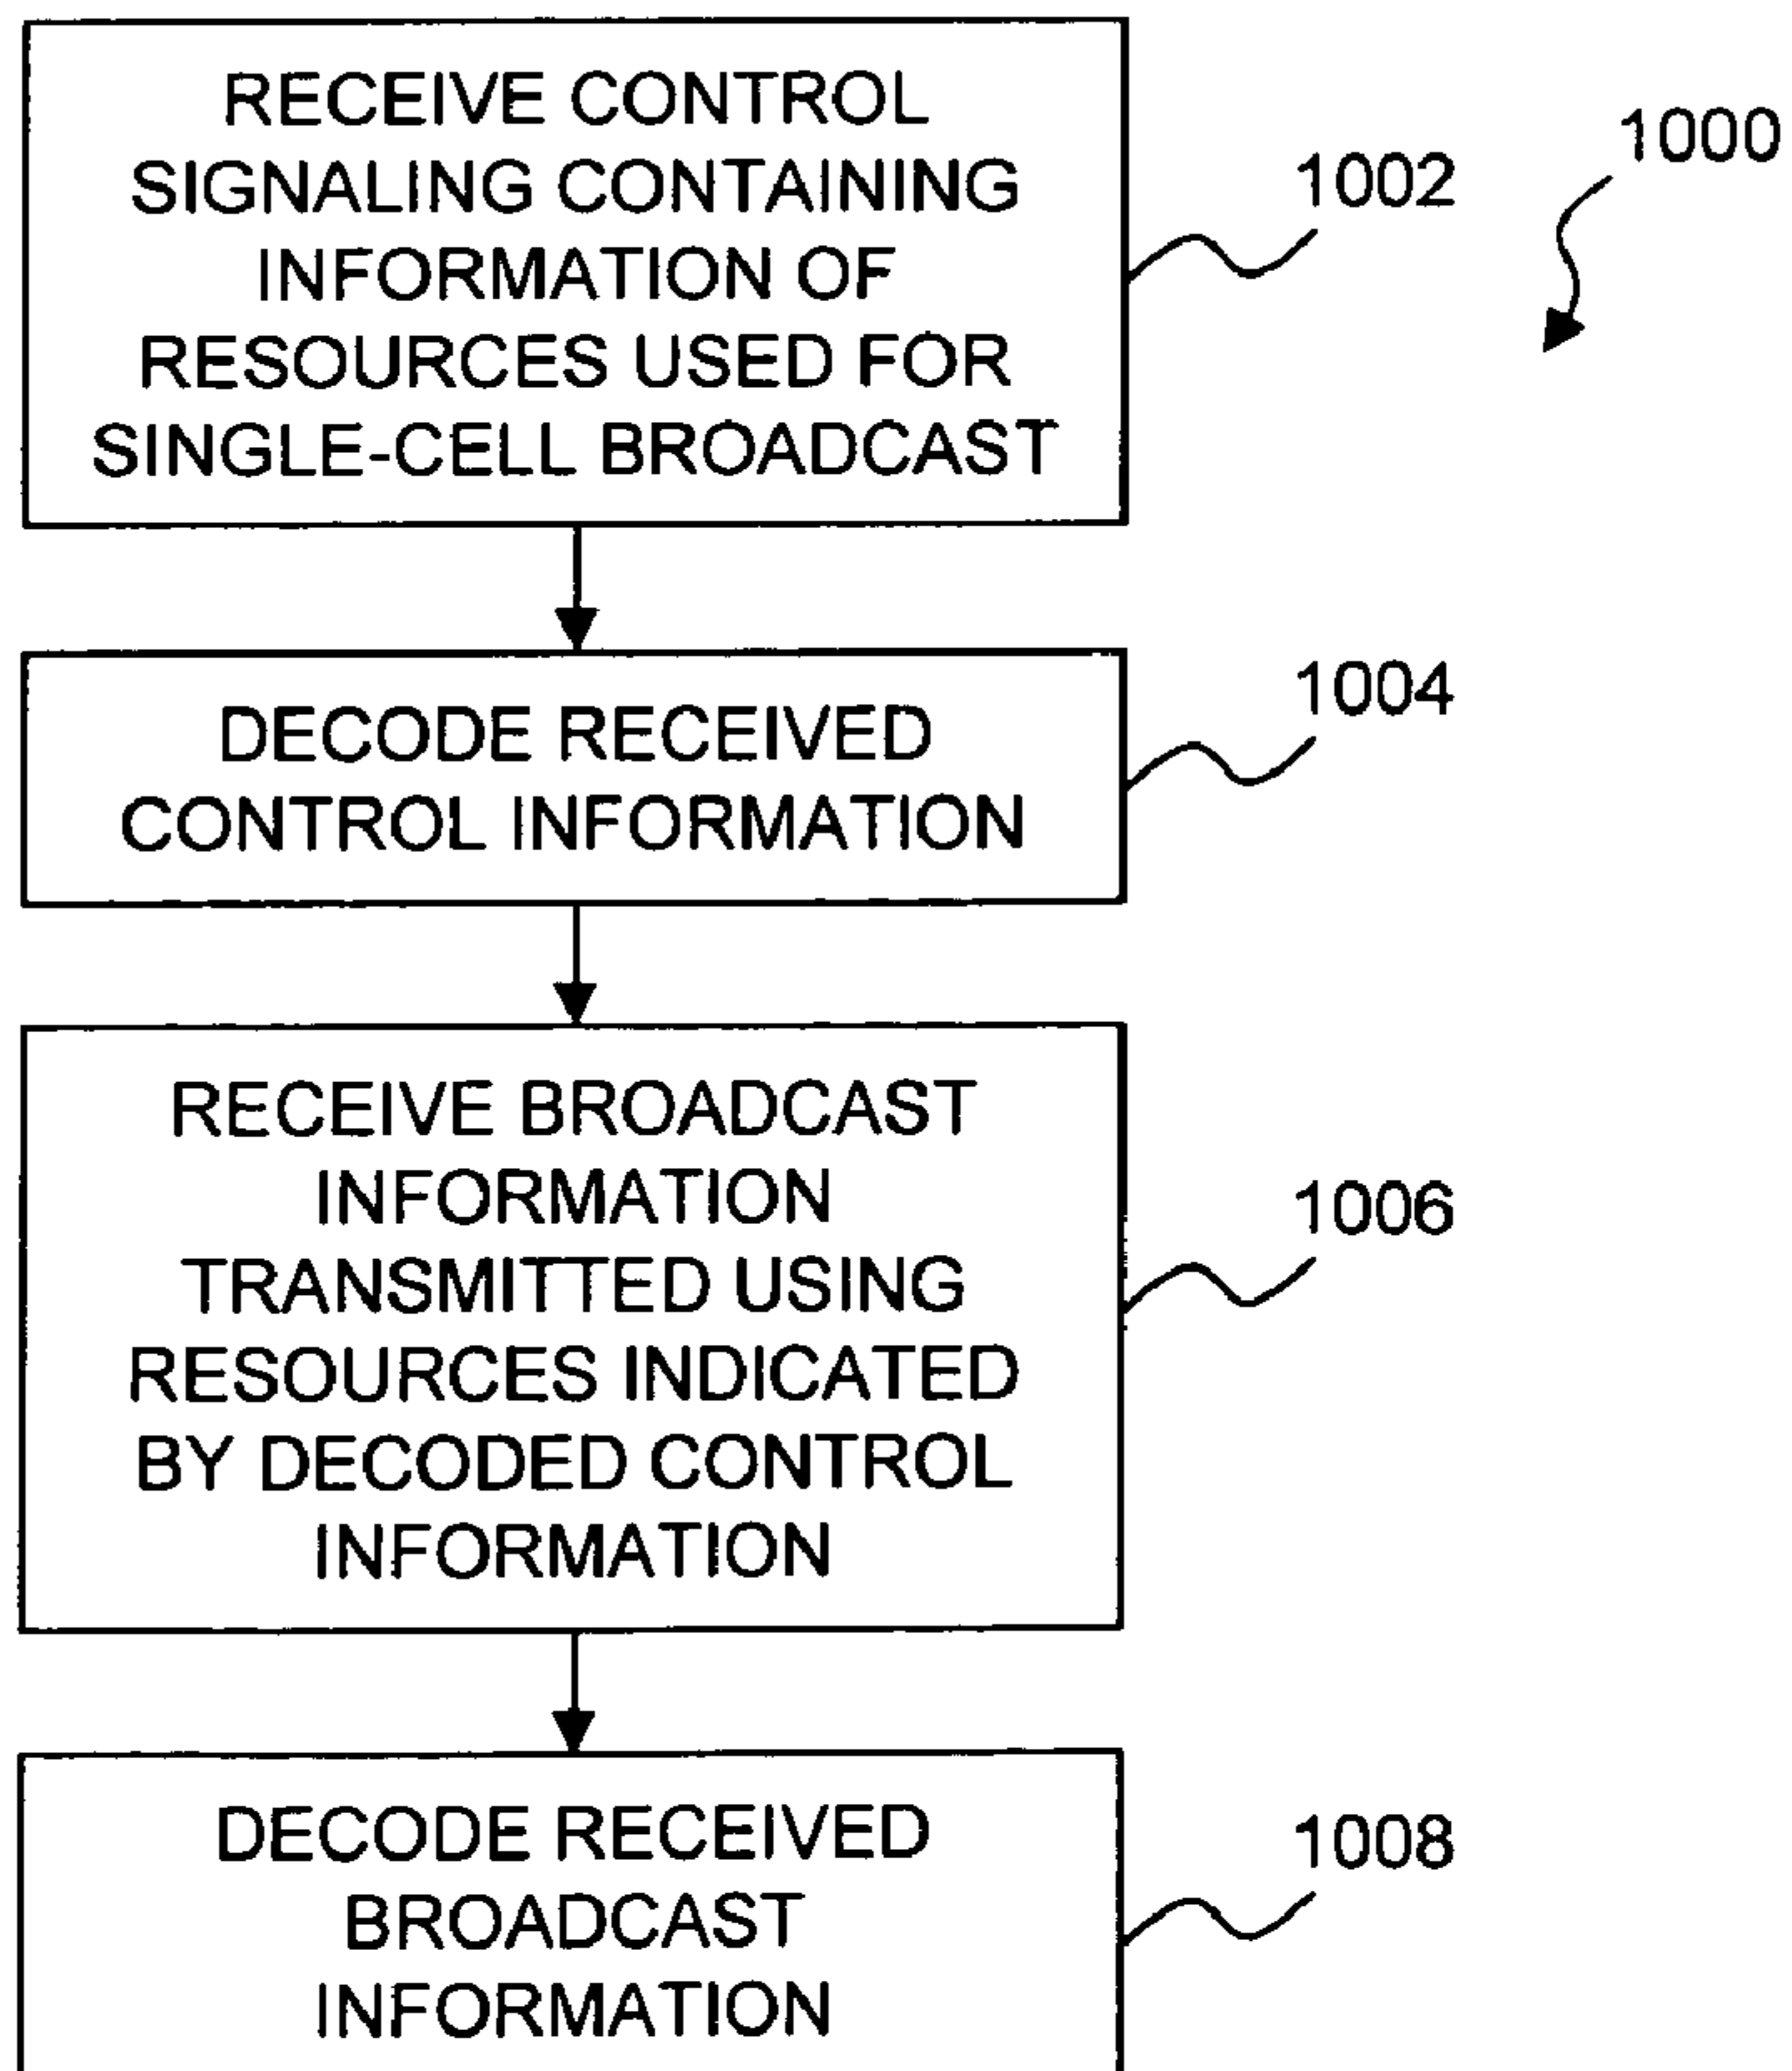 RECEIVE CONTROL
SIGNALING CONTAINING
INFORMATION OF
RESOURCES USED FOR
SINGLE-CELL BROADCAST
1002
1000
DECODE RECEIVED
CONTROL INFORMATION
1004
RECEIVE BROADCAST
INFORMATION
TRANSMITTED USING
RESOURCES INDICATED
BY DECODED CONTROL
INFORMATION
1006
DECODE RECEIVED
BROADCAST
INFORMATION
1008